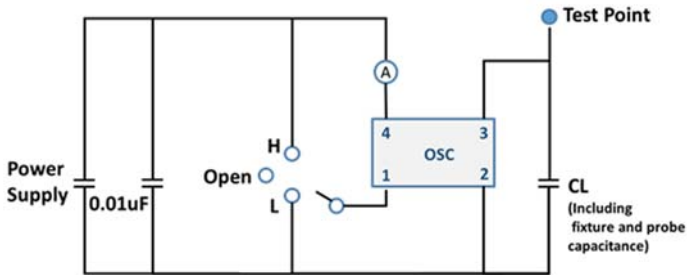 Test Point
A
4 3
OSC
1 2
H
Open
L
Power
Supply
0.01uF
CL
(Including
fixture and probe
capacitance)